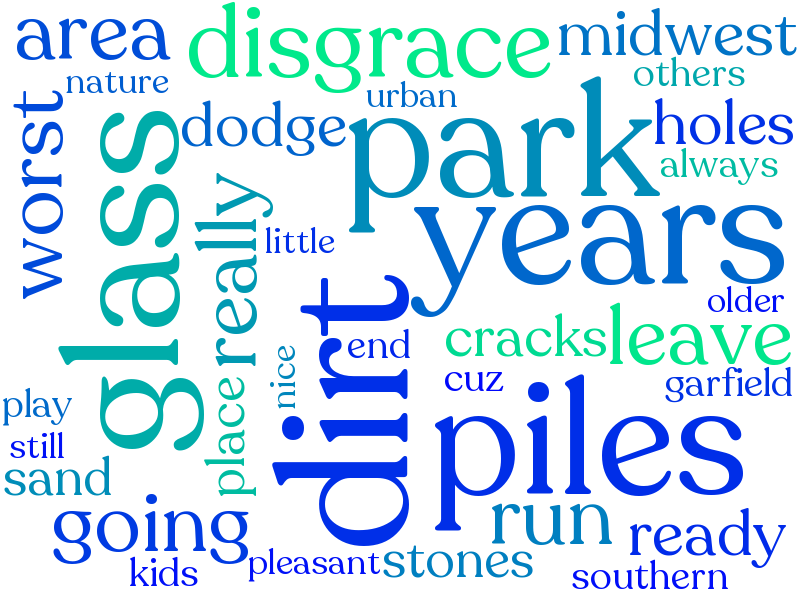 area
disgrace
midwest
nature
urban
others
worst
glass
dodge
park
holes
always
really
little
years
dirt
older
end
cracks
leave
nice
cuz
garfield
play
place
piles
still
sand
going
run
ready
kids
pleasant
stones
southern